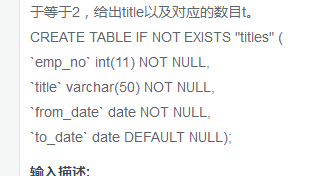 于等于2，给出title以及对应的数目t。
CREATE TABLE IF NOT EXISTS "titles" (
`emp_no` int(11) NOT NULL,
`title` varchar(50) NOT NULL,
`from_date` date NOT NULL,
`to_date` date DEFAULT NULL);
输入描述: